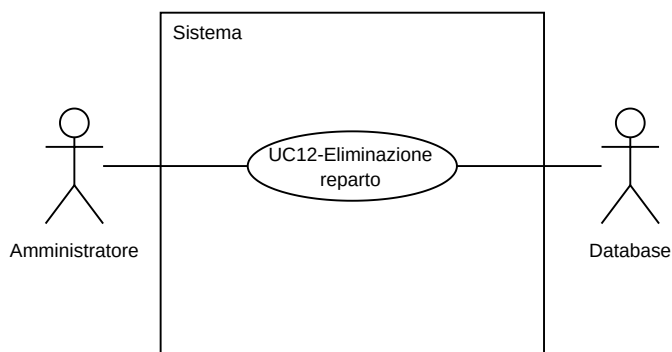 Sistema
UC12-Eliminazione
reparto
Amministratore
Database